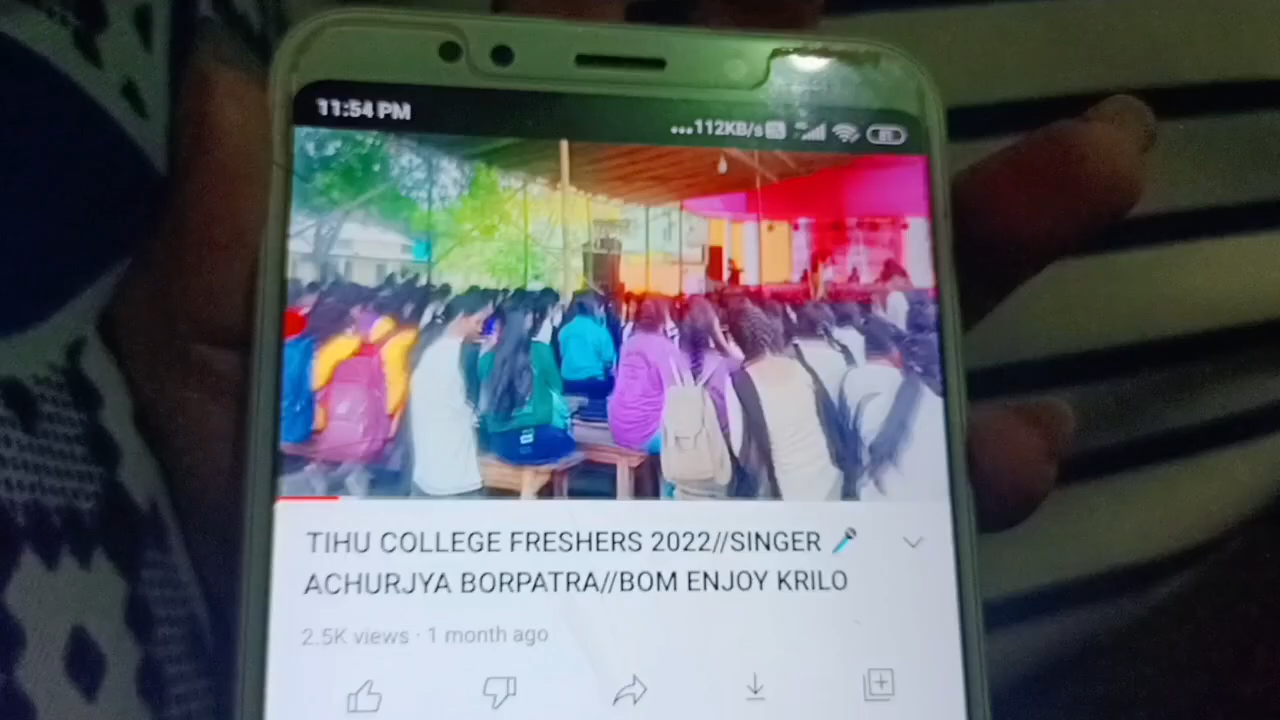 11:54 PM
...112KB/s
TIHU COLLEGE FRESHERS 2022//SINGER 🎤
ACHURJYA BORPATRA//BOM ENJOY KRILO
2.5K views · 1 month ago